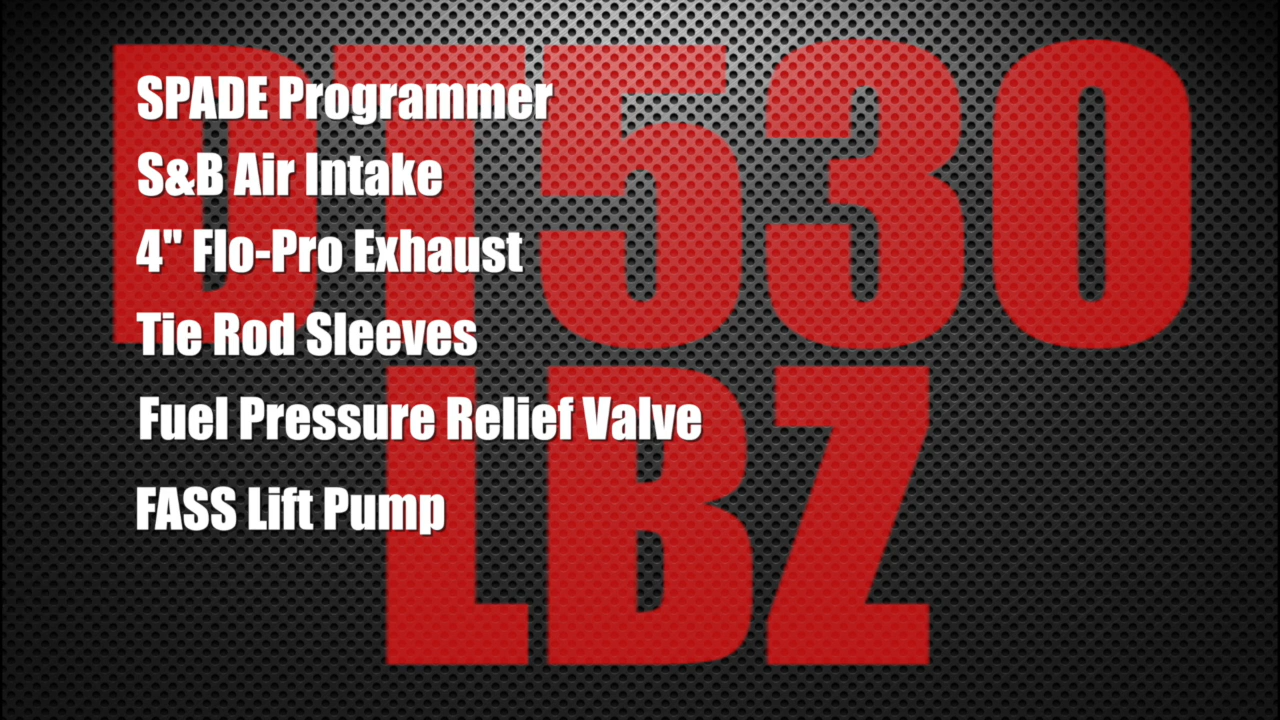 DT530
LBZ
SPADE Programmer
S&B Air Intake
4" Flo-Pro Exhaust
Tie Rod Sleeves
Fuel Pressure Relief Valve
FASS Lift Pump